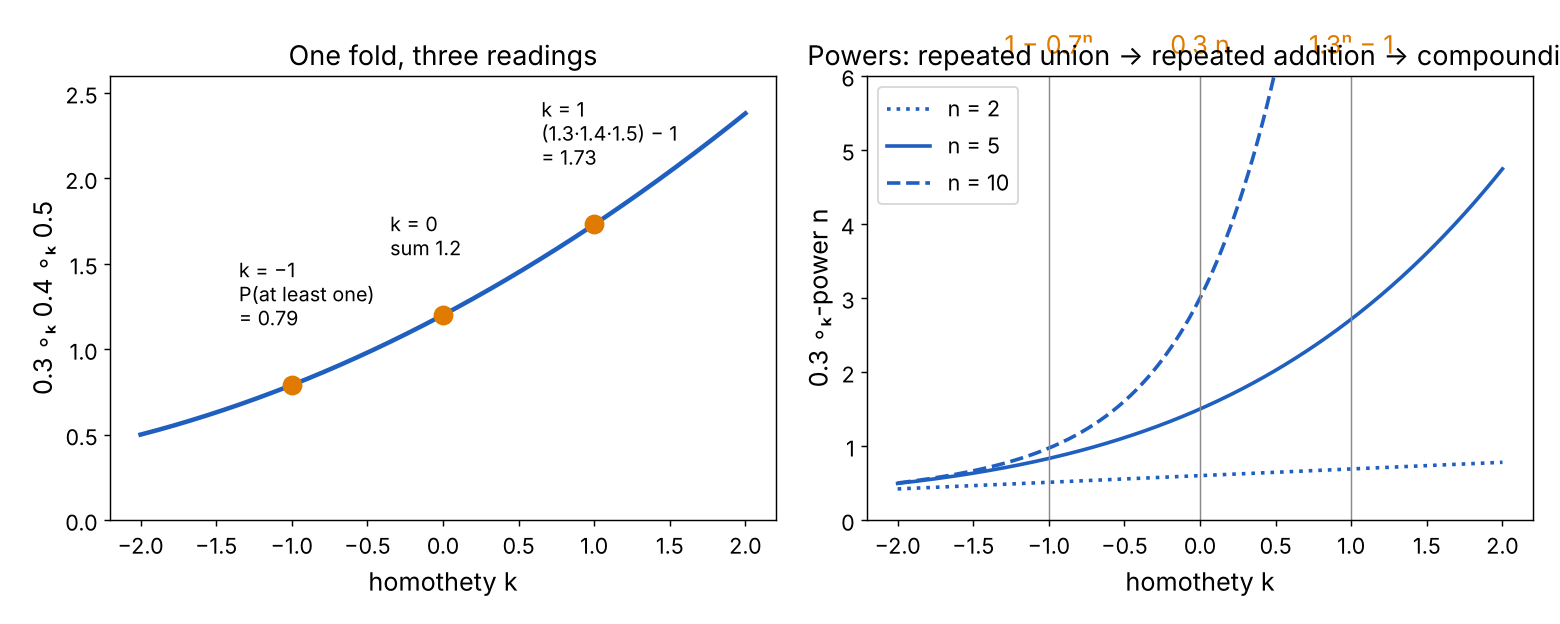 One fold, three readings
0.3 ∘ₖ 0.4 ∘ₖ 0.5
2.5
2.0
1.5
1.0
0.5
0.0
k = 1
(1.3·1.4·1.5) − 1
= 1.73
k = 0
sum 1.2
k = −1
P(at least one)
= 0.79
−2.0 −1.5 −1.0 −0.5 0.0 0.5 1.0 1.5 2.0
homothety k
1 − 0.7ⁿ 0.3 n 1.3ⁿ − 1
Powers: repeated union → repeated addition → compoundi
0.3 ∘ₖ-power n
6
5
4
3
2
1
0
n = 2
n = 5
n = 10
−2.0 −1.5 −1.0 −0.5 0.0 0.5 1.0 1.5 2.0
homothety k